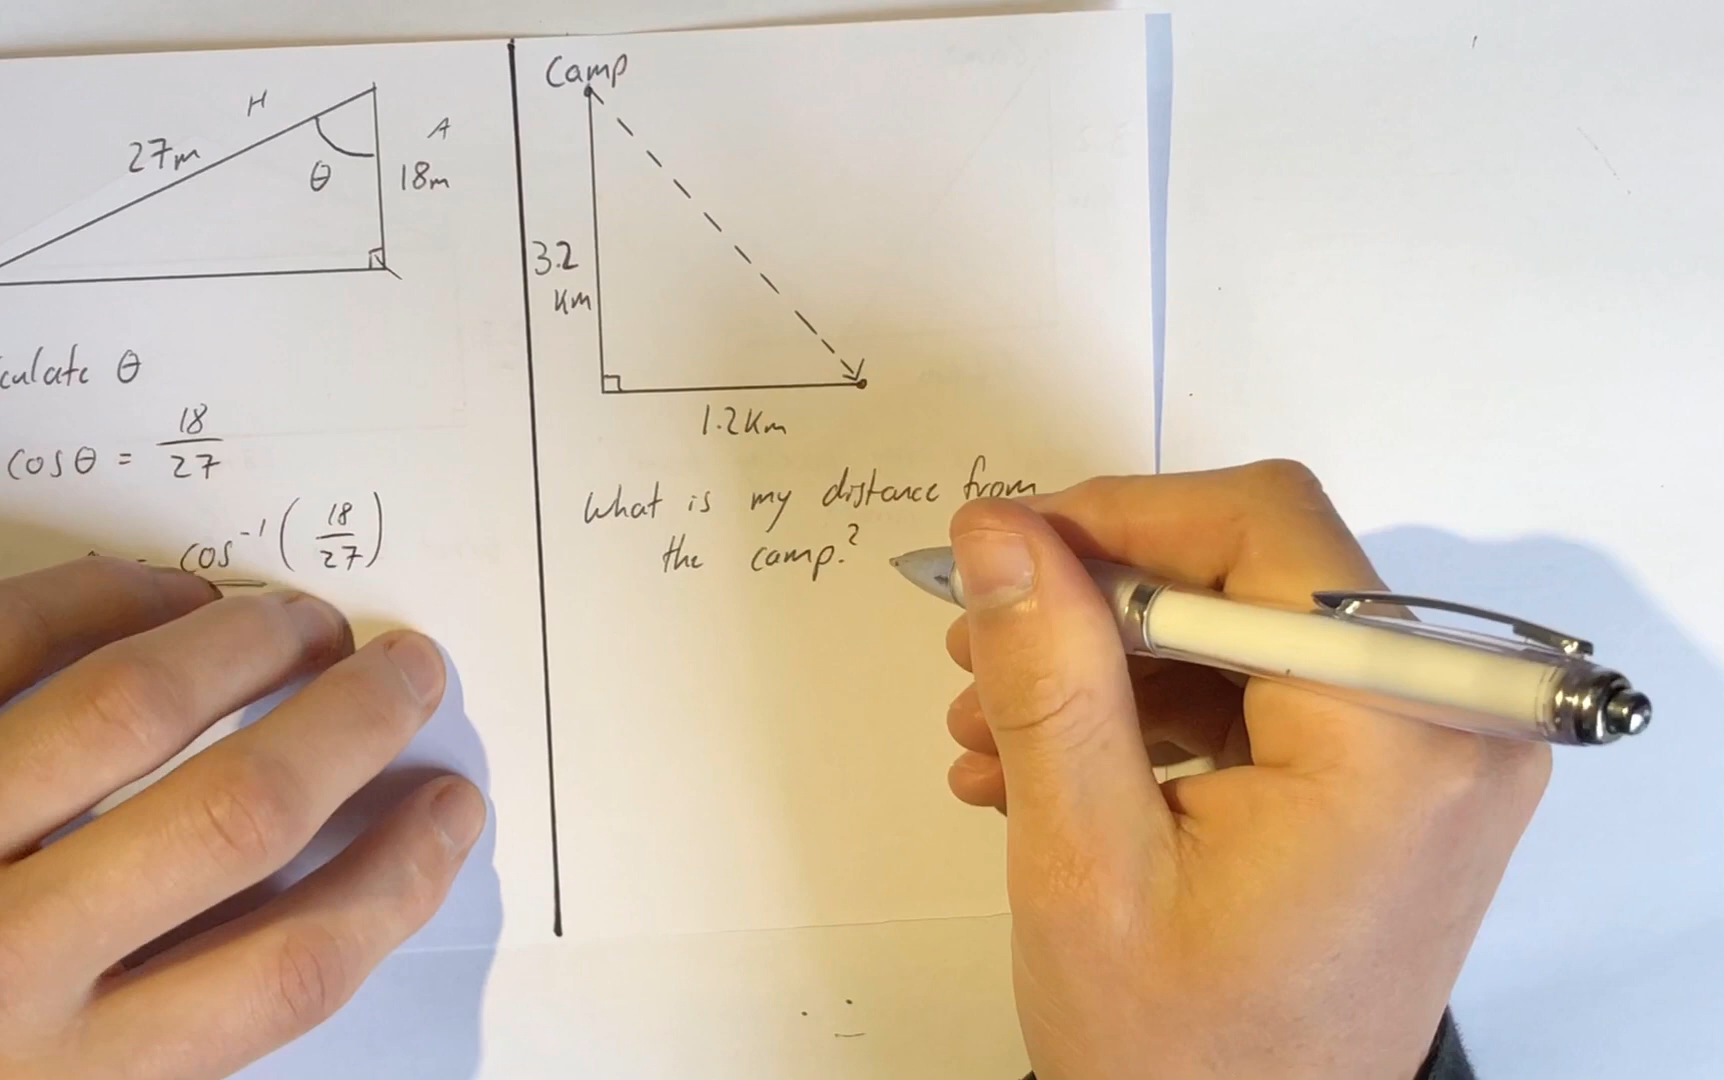 H
27m
θ
A
18m
culate θ
cosθ = 18/27
cos⁻¹(18/27)
Camp
3.2
Km
1.2Km
What is my distance from
the camp?